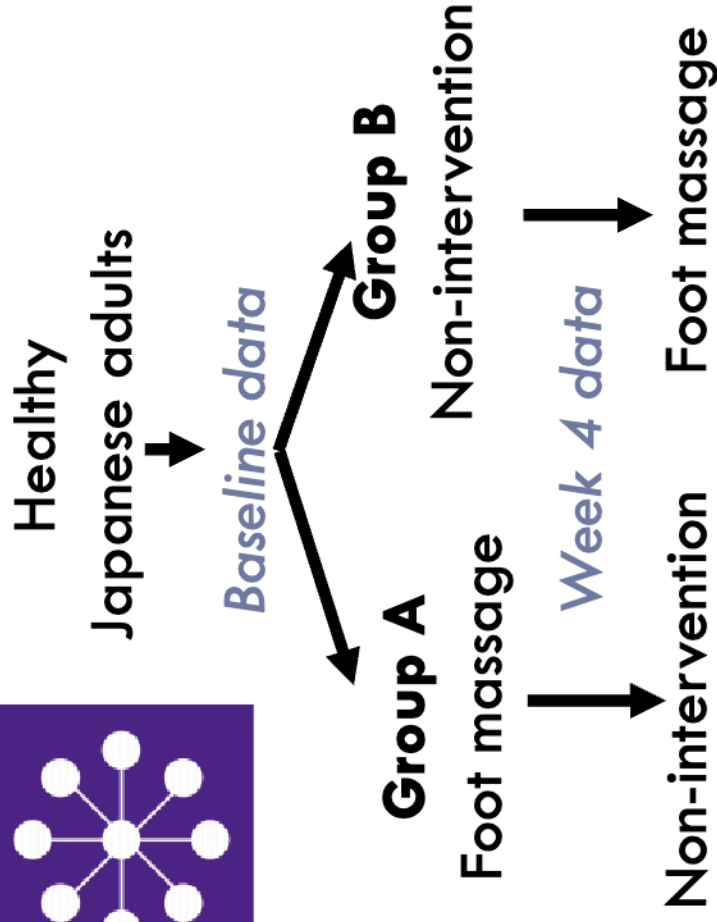 Healthy
Japanese adults
Baseline data
Group A
Foot massage
Group B
Non-intervention
Week 4 data
Non-intervention
Foot massage